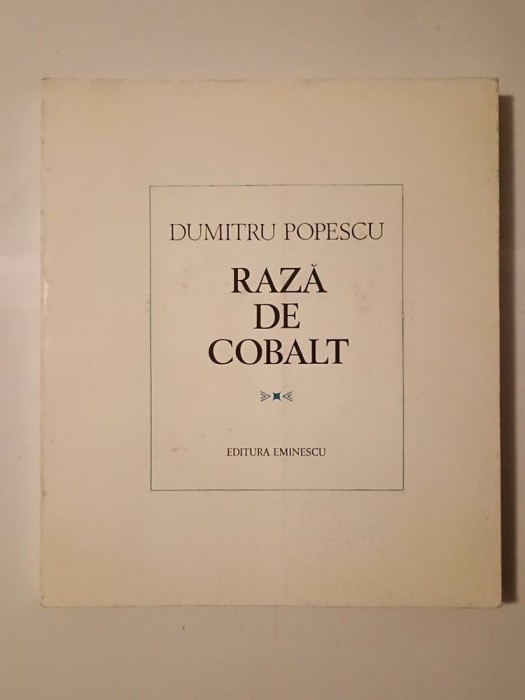 DUMITRU POPESCU
RAZĂ
DE
COBALT
EDITURA EMINESCU